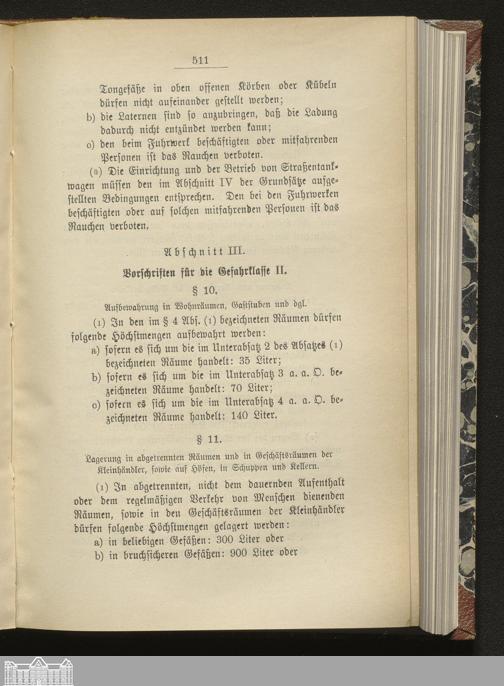 511
Tongefäße in oben offenen Körben oder Kübeln
dürfen nicht aufeinander gestellt werden;
b) die Laternen sind so anzubringen, daß die Ladung
dadurch nicht entzündet werden kann;
c) den beim Fuhrwerk beschäftigten oder mitfahrenden
Personen ist das Rauchen verboten.
(2) Die Einrichtung und der Betrieb von Straßentank-
wagen müssen den im Abschnitt IV der Grundsätze aufge-
stellten Bedingungen entsprechen. Den bei den Fuhrwerken
beschäftigten oder auf solchen mitfahrenden Personen ist das
Rauchen verboten.
Abschnitt III.
Vorschriften für die Gefahrklasse II.
§ 10.
Aufbewahrung in Wohnräumen, Gaststuben und dgl.
(1) In den im § 4 Abs. (1) bezeichneten Räumen dürfen
folgende Höchstmengen aufbewahrt werden:
a) sofern es sich um die im Unterabsatz 2 des Absatzes (1)
bezeichneten Räume handelt: 35 Liter;
b) sofern es sich um die im Unterabsatz 3 a. a. O. be-
zeichneten Räume handelt: 70 Liter;
c) sofern es sich um die im Unterabsatz 4 a. a. O. be-
zeichneten Räume handelt: 140 Liter.
§ 11.
Lagerung in abgetrennten Räumen und in Geschäftsräumen der
Kleinhändler, sowie auf Höfen, in Schuppen und Kellern.
(1) In abgetrennten, nicht dem dauernden Aufenthalt
oder dem regelmäßigen Verkehr von Menschen dienenden
Räumen, sowie in den Geschäftsräumen der Kleinhändler
dürfen folgende Höchstmengen gelagert werden:
a) in beliebigen Gefäßen: 300 Liter oder
b) in bruchsicheren Gefäßen: 900 Liter oder